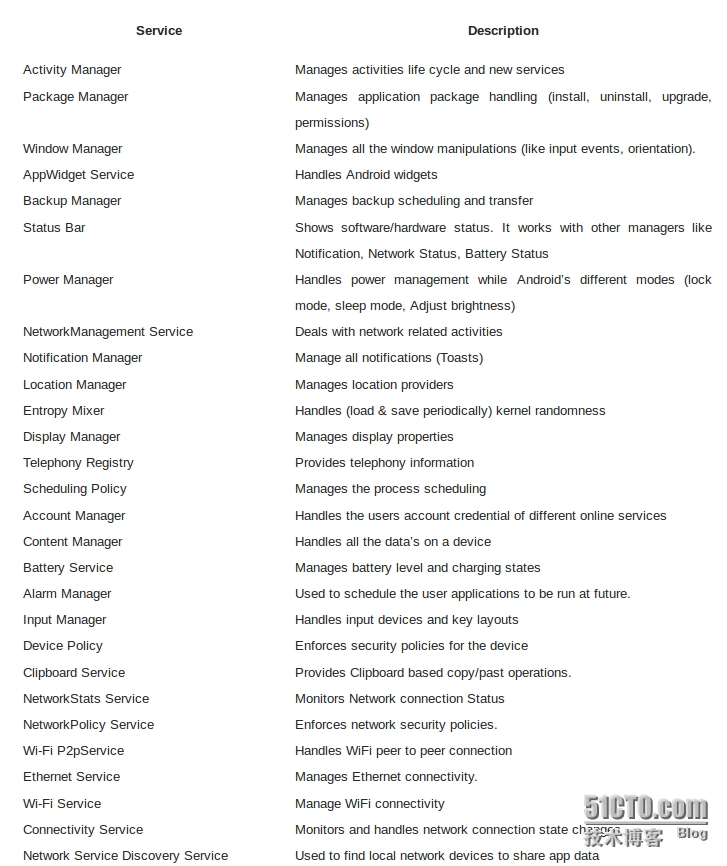 Service Description
Activity Manager Manages activities life cycle and new services
Package Manager Manages application package handling (install, uninstall, upgrade,
permissions)
Window Manager Manages all the window manipulations (like input events, orientation).
AppWidget Service Handles Android widgets
Backup Manager Manages backup scheduling and transfer
Status Bar Shows software/hardware status. It works with other managers like
Notification, Network Status, Battery Status
Power Manager Handles power management while Android's different modes (lock
mode, sleep mode, Adjust brightness)
NetworkManagement Service Deals with network related activities
Notification Manager Manage all notifications (Toasts)
Location Manager Manages location providers
Entropy Mixer Handles (load & save periodically) kernel randomness
Display Manager Manages display properties
Telephony Registry Provides telephony information
Scheduling Policy Manages the process scheduling
Account Manager Handles the users account credential of different online services
Content Manager Handles all the data's on a device
Battery Service Manages battery level and charging states
Alarm Manager Used to schedule the user applications to be run at future.
Input Manager Handles input devices and key layouts
Device Policy Enforces security policies for the device
Clipboard Service Provides Clipboard based copy/past operations.
NetworkStats Service Monitors Network connection Status
NetworkPolicy Service Enforces network security policies.
Wi-Fi P2pService Handles WiFi peer to peer connection
Ethernet Service Manages Ethernet connectivity.
Wi-Fi Service Manage WiFi connectivity
51CTO.com
Connectivity Service Monitors and handles network connection state changes
技术博客 Blog
Network Service Discovery Service Used to find local network devices to share app data